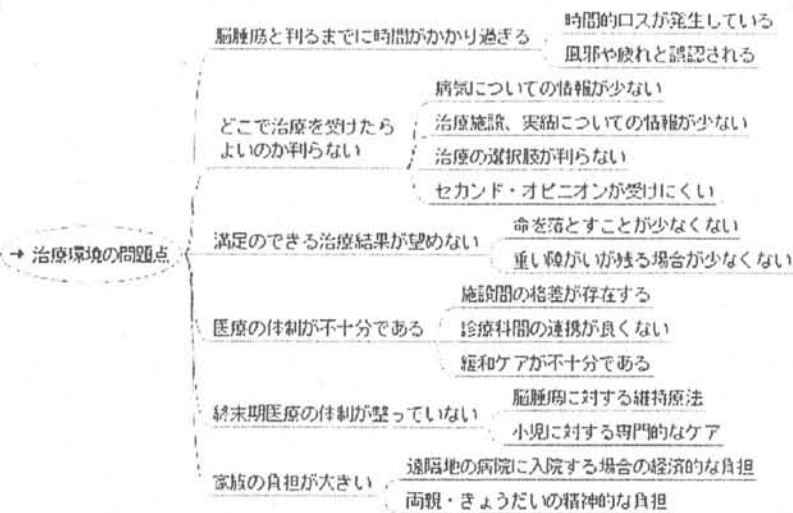 → 治療環境の問題点
脳腫瘍と判るまでに時間がかかり過ぎる
時間的ロスが発生している
風邪や疲れと誤認される
どこで治療を受けたら
よいのか判らない
病気についての情報が少ない
治療施設、実績についての情報が少ない
治療の選択肢が判らない
セカンド・オピニオンが受けにくい
満足のできる治療結果が望めない
命を落とすことが少なくない
重い障がいが残る場合が少なくない
医療の体制が不十分である
施設間の格差が存在する
診療科間の連携が良くない
緩和ケアが不十分である
終末期医療の体制が整っていない
脳腫瘍に対する維持療法
小児に対する専門的なケア
家族の負担が大きい
遠隔地の病院に入院する場合の経済的な負担
両親・きょうだいの精神的な負担